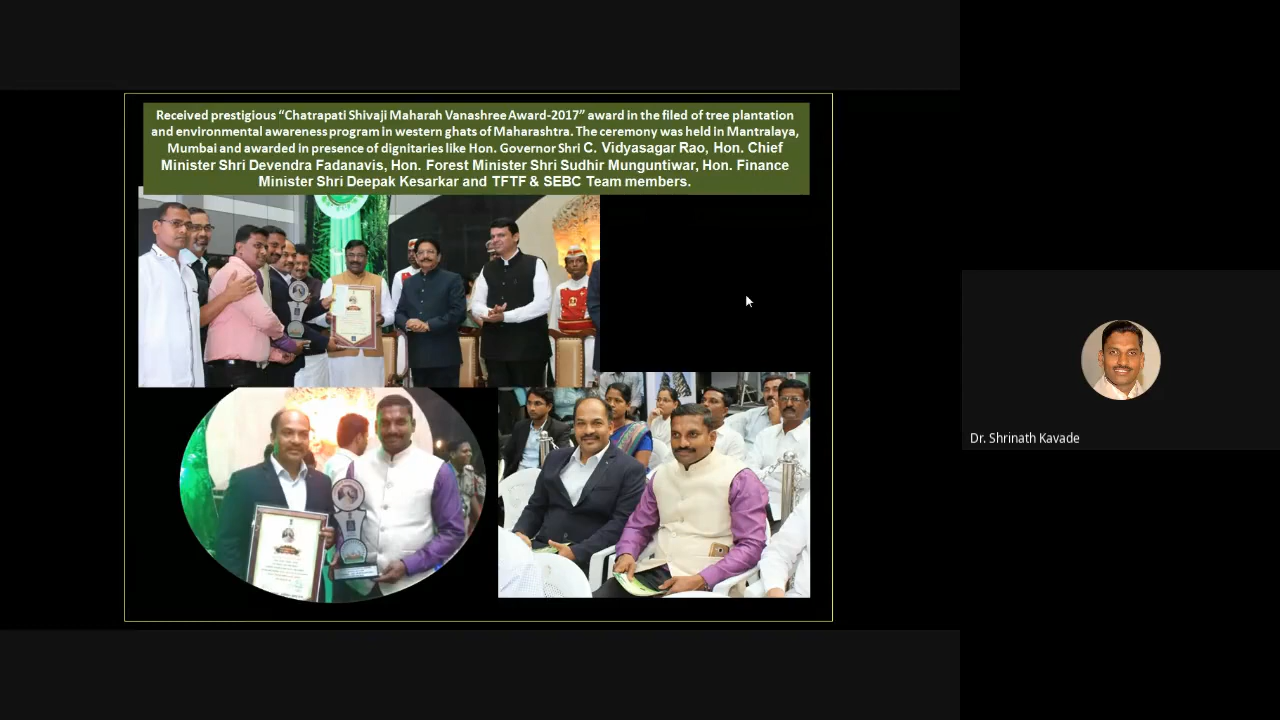 Received prestigious “Chatrapati Shivaji Maharah Vanashree Award-2017” award in the filed of tree plantation
and environmental awareness program in western ghats of Maharashtra. The ceremony was held in Mantralaya,
Mumbai and awarded in presence of dignitaries like Hon. Governor Shri C. Vidyasagar Rao, Hon. Chief
Minister Shri Devendra Fadanavis, Hon. Forest Minister Shri Sudhir Munguntiwar, Hon. Finance
Minister Shri Deepak Kesarkar and TFTF & SEBC Team members.
Dr. Shrinath Kavade